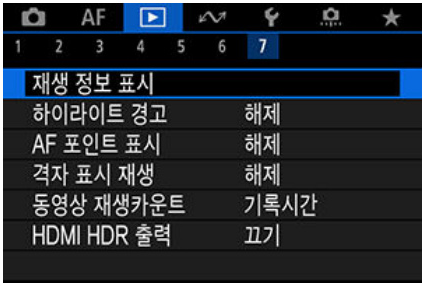 AF
1 2 3 4 5 6 7
재생 정보 표시
하이라이트 경고 해제
AF 포인트 표시 해제
격자 표시 재생 해제
동영상 재생카운트 기록시간
HDMI HDR 출력 끄기